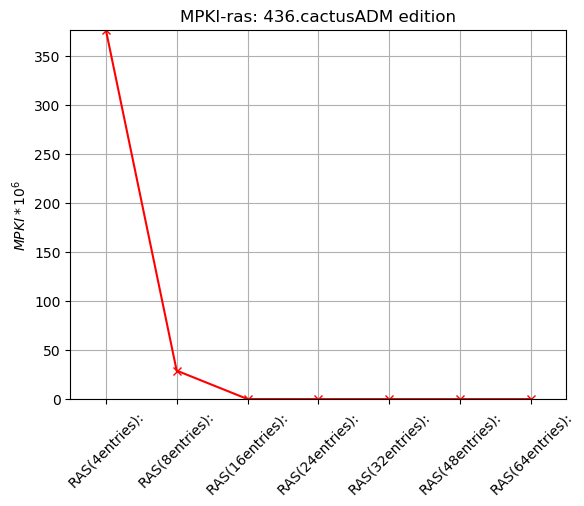 MPKI-ras: 436.cactusADM edition
MPKI * 10^6
350
300
250
200
150
100
50
0
RAS(4entries):
RAS(8entries):
RAS(16entries):
RAS(24entries):
RAS(32entries):
RAS(48entries):
RAS(64entries):